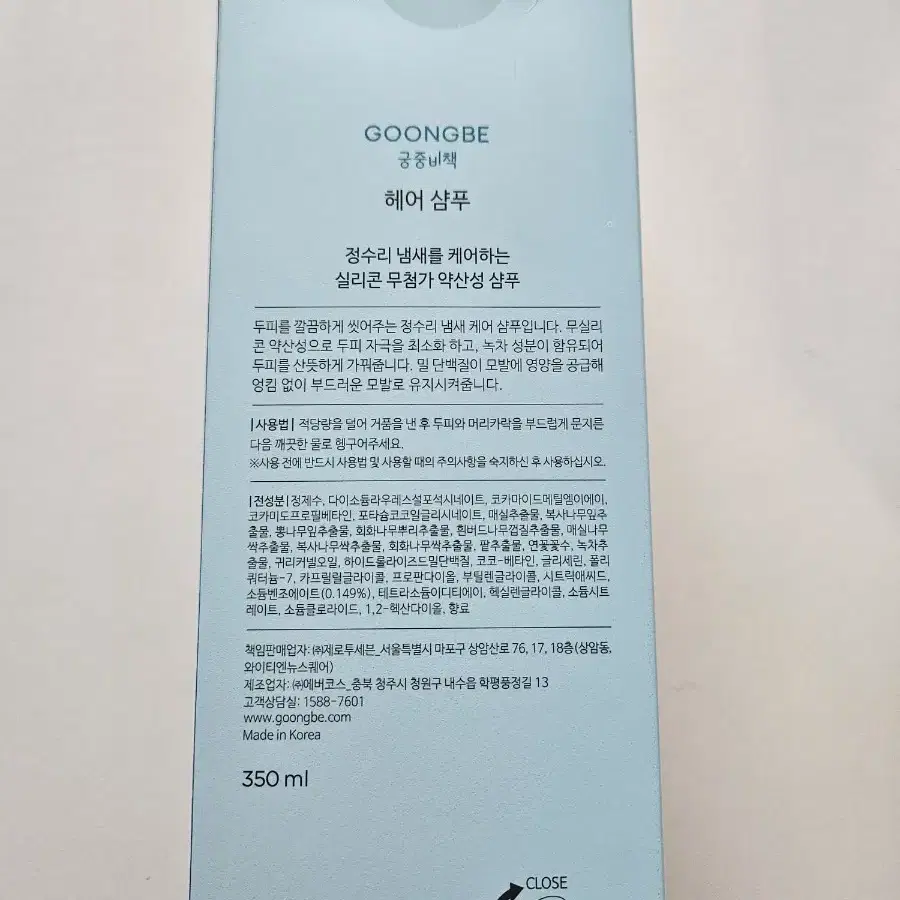 GOONGBE
궁중비책
헤어 샴푸
정수리 냄새를 케어하는
실리콘 무첨가 약산성 샴푸
두피를 깔끔하게 씻어주는 정수리 냄새 케어 샴푸입니다. 무실리
콘 약산성으로 두피 자극을 최소화 하고, 녹차 성분이 함유되어
두피를 산뜻하게 가꿔줍니다. 밀 단백질이 모발에 영양을 공급해
엉킴 없이 부드러운 모발로 유지시켜줍니다.
|사용법| 적당량을 덜어 거품을 낸 후 두피와 머리카락을 부드럽게 문지른
다음 깨끗한 물로 헹구어주세요.
※사용 전에 반드시 사용법 및 사용할 때의 주의사항을 숙지하신 후 사용하십시오.
|전성분| 정제수, 다이소듐라우레스설포석시네이트, 코카마이드메틸엠이에이,
코카미도프로필베타인, 포타슘코코일글리시네이트, 매실추출물, 복사나무잎추
출물, 뽕나무잎추출물, 회화나무뿌리추출물, 흰버드나무껍질추출물, 매실나무
싹추출물, 복사나무싹추출물, 회화나무싹추출물, 팥추출물, 연꽃꽃수, 녹차추
출물, 귀리커넬오일, 하이드롤라이즈드밀단백질, 코코-베타인, 글리세린, 폴리
쿼터늄-7, 카프릴릴글라이콜, 프로판다이올, 부틸렌글라이콜, 시트릭애씨드,
소듐벤조에이트(0.149%), 테트라소듐이디티에이, 헥실렌글라이콜, 소듐시트
레이트, 소듐클로라이드, 1,2-헥산다이올, 향료
책임판매업자: ㈜제로투세븐_서울특별시 마포구 상암산로 76, 17, 18층(상암동,
와이티엔뉴스퀘어)
제조업자: ㈜에버코스_충북 청주시 청원구 내수읍 학평풍정길 13
고객상담실: 1588-7601
www.goongbe.com
Made in Korea
350 ml
CLOSE